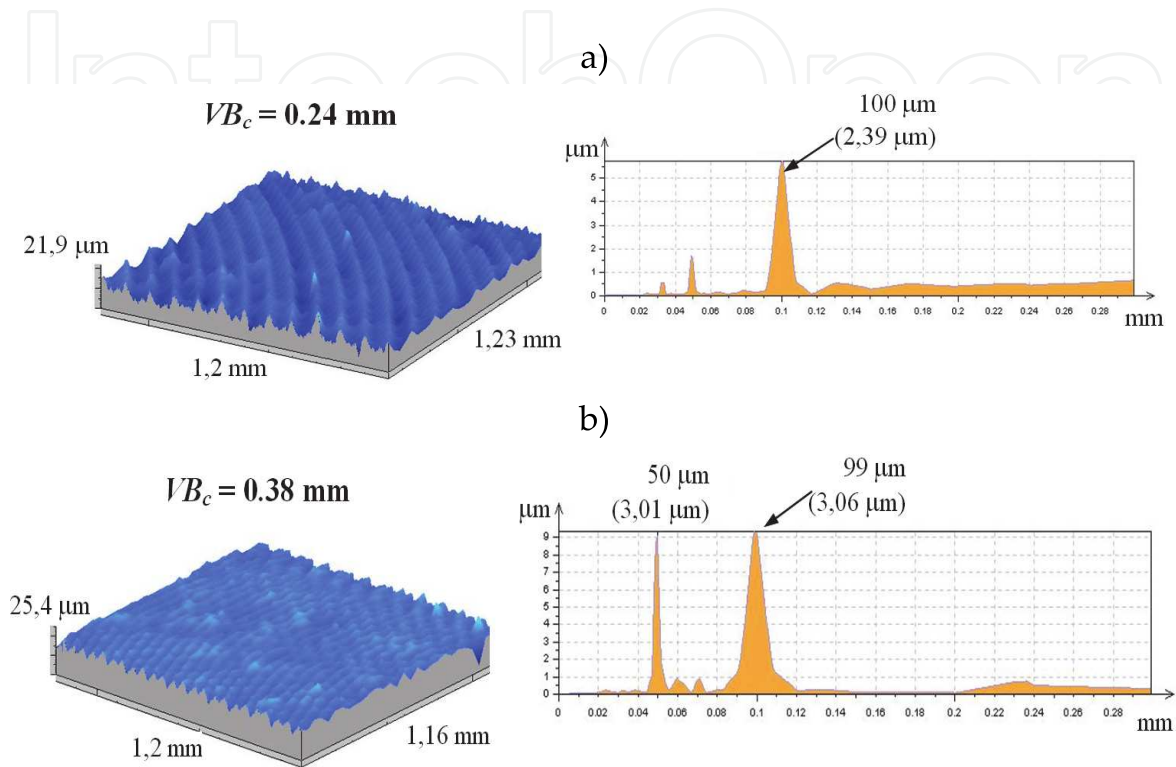 IntechOpen
a)
VBc = 0.24 mm
21,9 µm
1,2 mm
1,23 mm
100 µm
(2,39 µm)
µm
5
4
3
2
1
0
0 0.02 0.04 0.06 0.08 0.1 0.12 0.14 0.16 0.18 0.2 0.22 0.24 0.26 0.28
mm
b)
VBc = 0.38 mm
25,4 µm
1,2 mm
1,16 mm
50 µm
(3,01 µm)
99 µm
(3,06 µm)
µm
9
8
7
6
5
4
3
2
1
0
0 0.02 0.04 0.06 0.08 0.1 0.12 0.14 0.16 0.18 0.2 0.22 0.24 0.26 0.28
mm